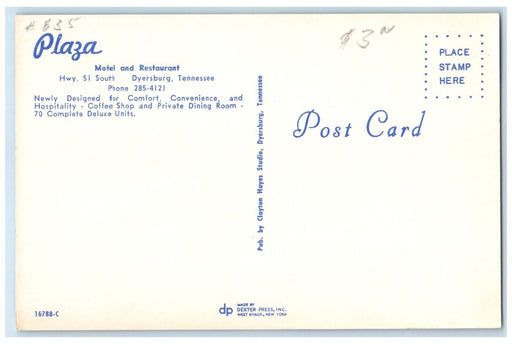 # 835
Plaza
Motel and Restaurant
Hwy. 51 South Dyersburg, Tennessee
Phone 285-4121
Newly Designed for Comfort, Convenience, and
Hospitality - Coffee Shop and Private Dining Room -
70 Complete Deluxe Units.
$3
PLACE
STAMP
HERE
Post Card
Pub. by Clayton Hayes Studio, Dyersburg, Tennessee
16788-C
dp
MADE BY
DEXTER PRESS, INC.
WEST NYACK, NEW YORK